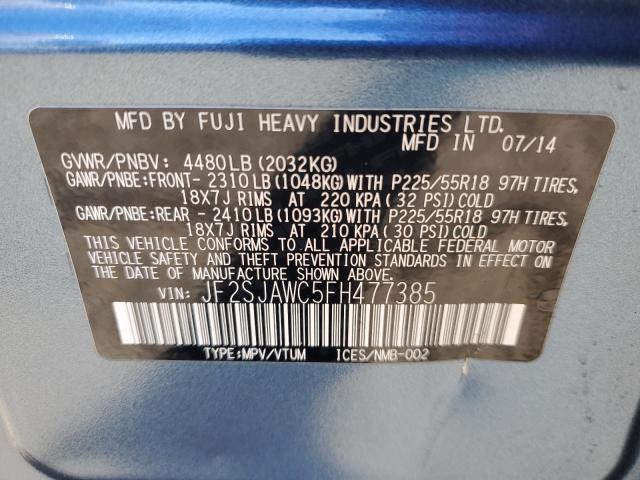 MFD BY FUJI HEAVY INDUSTRIES LTD.
MFD IN 07/14
GVWR/PNBV: 4480LB(2032KG)
GAWR/PNBE:FRONT- 2310LB(1048KG)WITH P225/55R18 97H TIRES,
18X7J RIMS AT 220 KPA(32 PSI)COLD
GAWR/PNBE:REAR - 2410LB(1093KG)WITH P225/55R18 97H TIRES,
18X7J RIMS AT 210 KPA(30 PSI)COLD
THIS VEHICLE CONFORMS TO ALL APPLICABLE FEDERAL MOTOR
VEHICLE SAFETY AND THEFT PREVENTION STANDARDS IN EFFECT
ON THE DATE OF MANUFACTURE SHOWN ABOVE.
VIN: JF2SJAWC5FH477385
TYPE:MPV/VTUM ICES/NMB-002